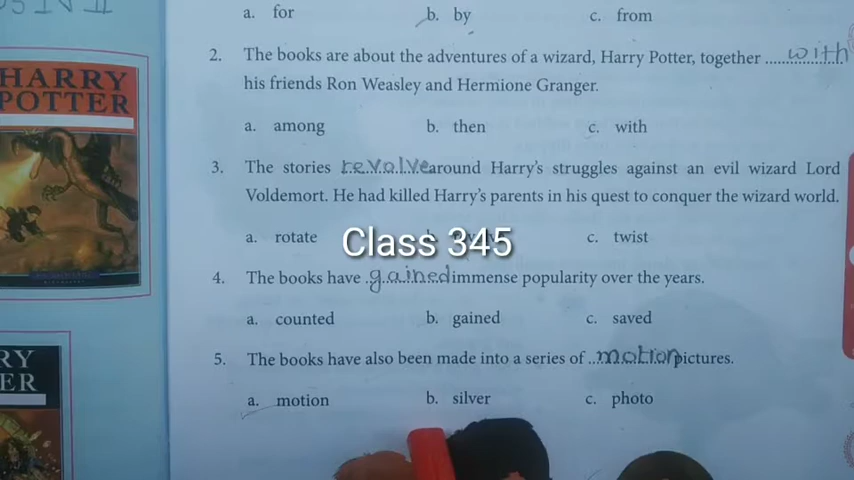 a. for b. by c. from
2. The books are about the adventures of a wizard, Harry Potter, together with
his friends Ron Weasley and Hermione Granger.
a. among b. then c. with
3. The stories revolve around Harry's struggles against an evil wizard Lord
Voldemort. He had killed Harry's parents in his quest to conquer the wizard world.
a. rotate b. c. twist
Class 345
4. The books have gained immense popularity over the years.
a. counted b. gained c. saved
5. The books have also been made into a series of motion pictures.
a. motion b. silver c. photo
HARRY
POTTER
RY
ER